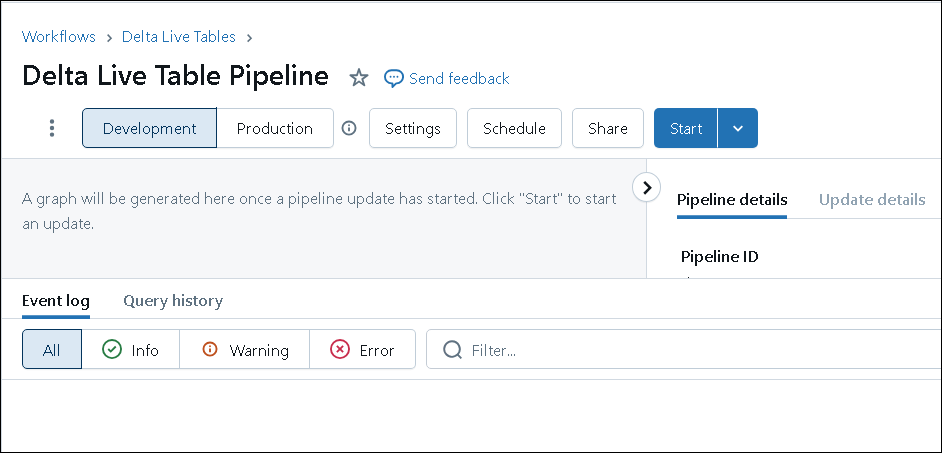 Workflows > Delta Live Tables >
Delta Live Table Pipeline
Send feedback
Development Production Settings Schedule Share Start
A graph will be generated here once a pipeline update has started. Click "Start" to start
an update.
Pipeline details Update details
Pipeline ID
Event log Query history
All Info Warning Error Filter...